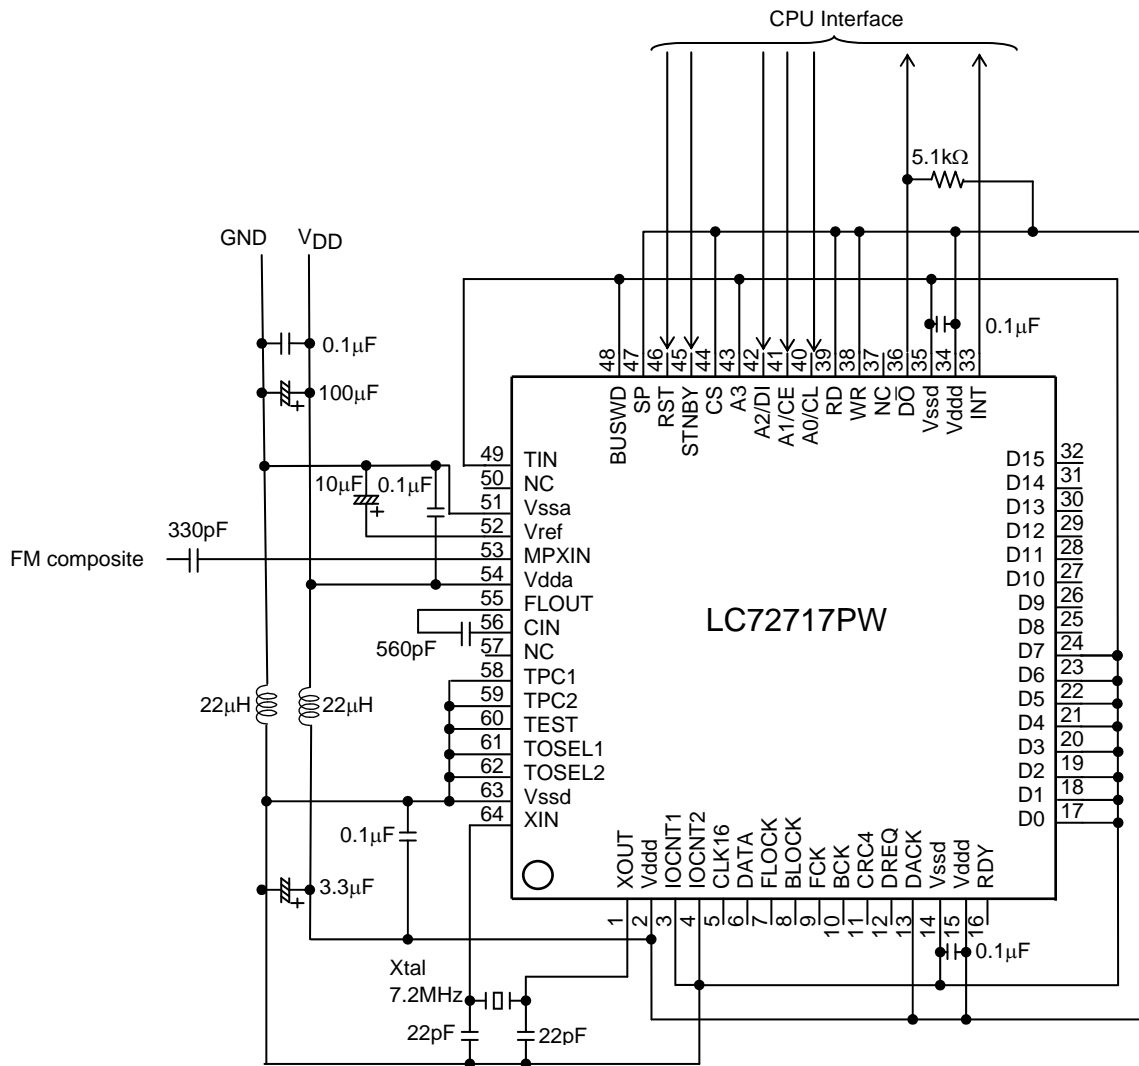 CPU Interface
5.1kΩ
GND
VDD
0.1μF
100μF
0.1μF
48
47
46
45
44
43
42
41
40
39
38
37
36
35
34
33
BUSWD
SP
RST
STNBY
CS
A3
A2/DI
A1/CE
A0/CL
RD
WR
NC
DO
Vssd
Vddd
INT
10μF
0.1μF
330pF
FM composite
560pF
49 TIN
50 NC
51 Vssa
52 Vref
53 MPXIN
54 Vdda
55 FLOUT
56 CIN
57 NC
58 TPC1
59 TPC2
60 TEST
61 TOSEL1
62 TOSEL2
63 Vssd
64 XIN
LC72717PW
D15 32
D14 31
D13 30
D12 29
D11 28
D10 27
D9 26
D8 25
D7 24
D6 23
D5 22
D4 21
D3 20
D2 19
D1 18
D0 17
22μH
22μH
0.1μF
3.3μF
XOUT
Vddd
IOCNT1
IOCNT2
CLK16
DATA
FLOCK
BLOCK
FCK
BCK
CRC4
DREQ
DACK
Vssd
Vddd
RDY
1
2
3
4
5
6
7
8
9
10
11
12
13
14
15
16
0.1μF
Xtal
7.2MHz
22pF
22pF